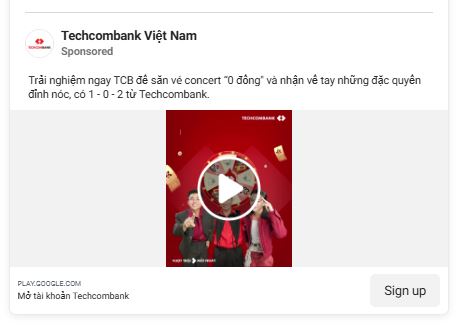 Techcombank Việt Nam
Sponsored
Trải nghiệm ngay TCB để săn vé concert "0 đồng" và nhận về tay những đặc quyền
đỉnh nóc, có 1 - 0 - 2 từ Techcombank.
TECHCOMBANK
PLAY.GOOGLE.COM
Mở tài khoản Techcombank
Sign up